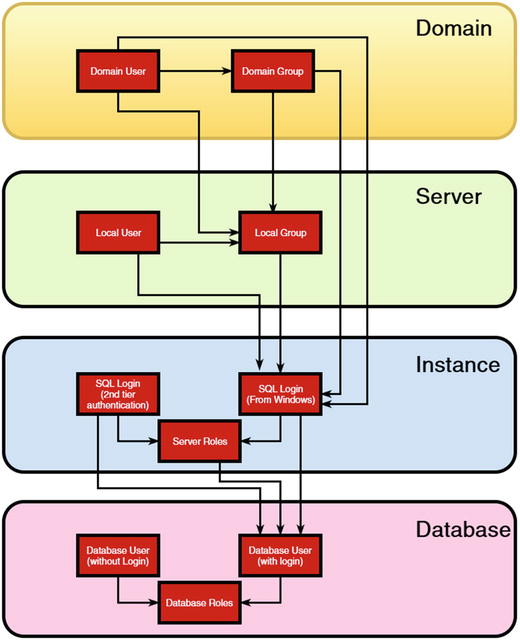 Domain
Domain User
Domain Group
Server
Local User
Local Group
Instance
SQL Login
(2nd tier
authentication)
SQL Login
(From Windows)
Server Roles
Database
Database User
(without Login)
Database User
(with login)
Database Roles